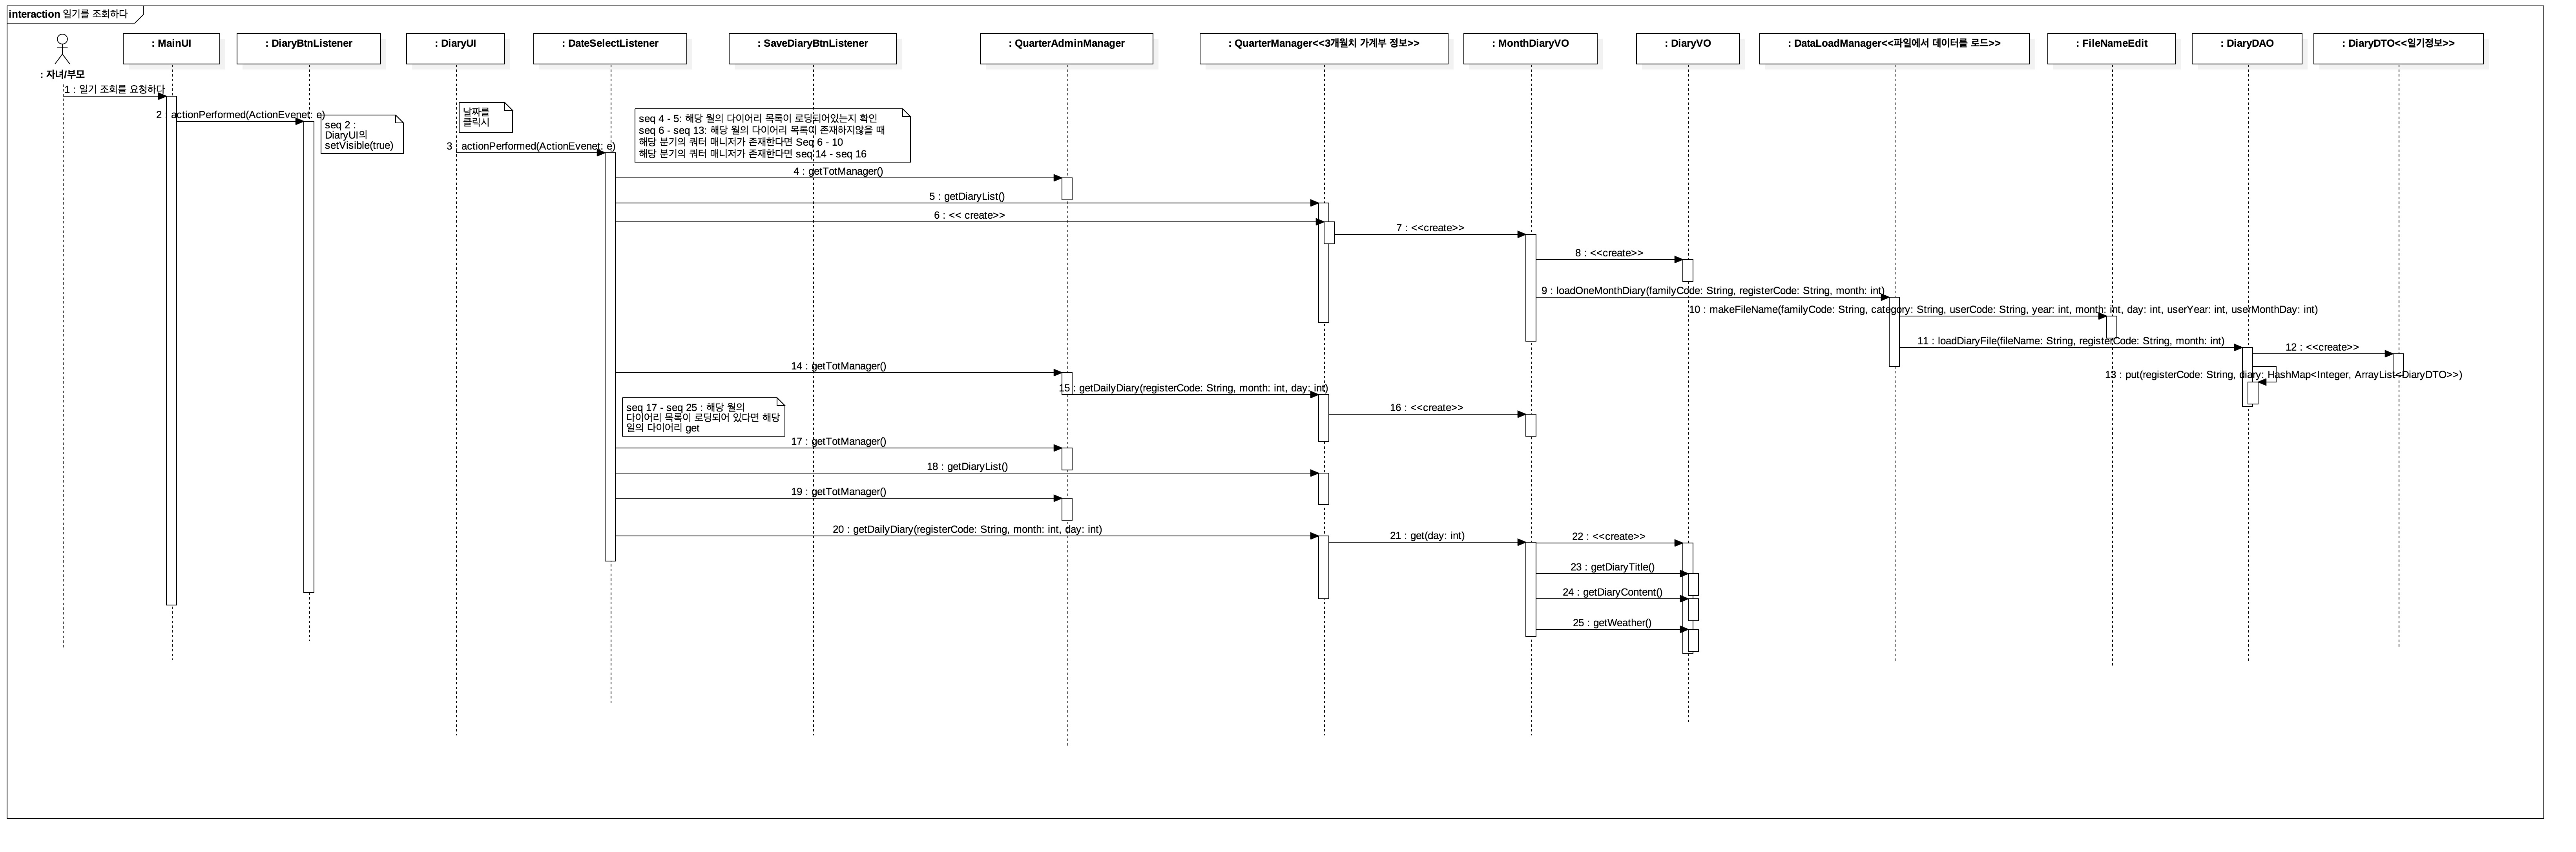 interaction 일기를 조회하다
: 자녀/부모
: MainUI
: DiaryBtnListener
: DiaryUI
: DateSelectListener
: SaveDiaryBtnListener
: QuarterAdminManager
: QuarterManager<<3개월치 가계부 정보>>
: MonthDiaryVO
: DiaryVO
: DataLoadManager<<파일에서 데이터를 로드>>
: FileNameEdit
: DiaryDAO
: DiaryDTO<<일기정보>>
1 : 일기 조회를 요청하다
2 : actionPerformed(ActionEvenet: e)
seq 2 :
DiaryUI의
setVisible(true)
날짜를
클릭시
3 : actionPerformed(ActionEvenet: e)
seq 4 - 5: 해당 월의 다이어리 목록이 로딩되어있는지 확인
seq 6 - seq 13: 해당 월의 다이어리 목록이 존재하지않을 때
해당 분기의 쿼터 매니저가 존재한다면 Seq 6 - 10
해당 분기의 쿼터 매니저가 존재한다면 seq 14 - seq 16
4 : getTotManager()
5 : getDiaryList()
6 : << create>>
7 : <<create>>
8 : <<create>>
9 : loadOneMonthDiary(familyCode: String, registerCode: String, month: int)
10 : makeFileName(familyCode: String, category: String, userCode: String, year: int, month: int, day: int, userYear: int, userMonthDay: int)
11 : loadDiaryFile(fileName: String, registerCode: String, month: int)
12 : <<create>>
13 : put(registerCode: String, diary: HashMap<Integer, ArrayList<DiaryDTO>>)
14 : getTotManager()
15 : getDailyDiary(registerCode: String, month: int, day: int)
16 : <<create>>
seq 17 - seq 25 : 해당 월의
다이어리 목록이 로딩되어 있다면 해당
일의 다이어리 get
17 : getTotManager()
18 : getDiaryList()
19 : getTotManager()
20 : getDailyDiary(registerCode: String, month: int, day: int)
21 : get(day: int)
22 : <<create>>
23 : getDiaryTitle()
24 : getDiaryContent()
25 : getWeather()